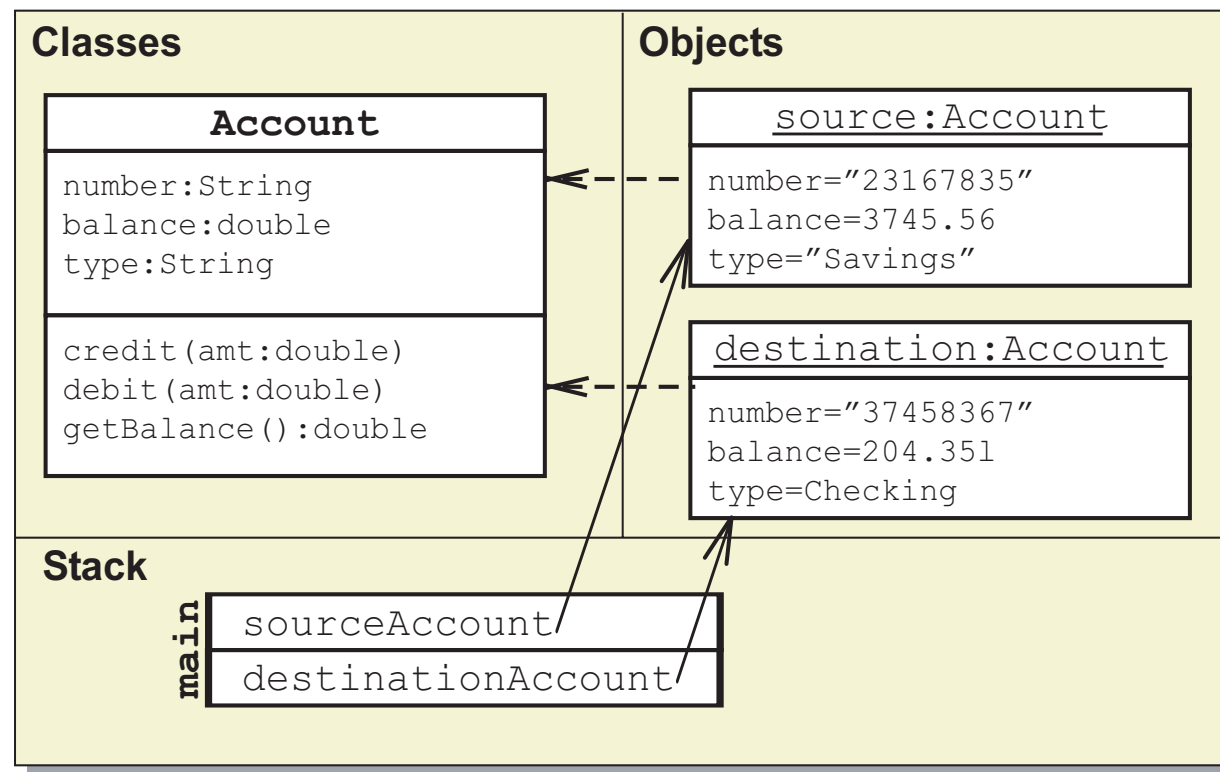 Classes
Account
number:String
balance:double
type:String
credit(amt:double)
debit(amt:double)
getBalance():double
Objects
source:Account
number=”23167835”
balance=3745.56
type=”Savings”
destination:Account
number=”37458367”
balance=204.35l
type=Checking
Stack
main
sourceAccount
destinationAccount